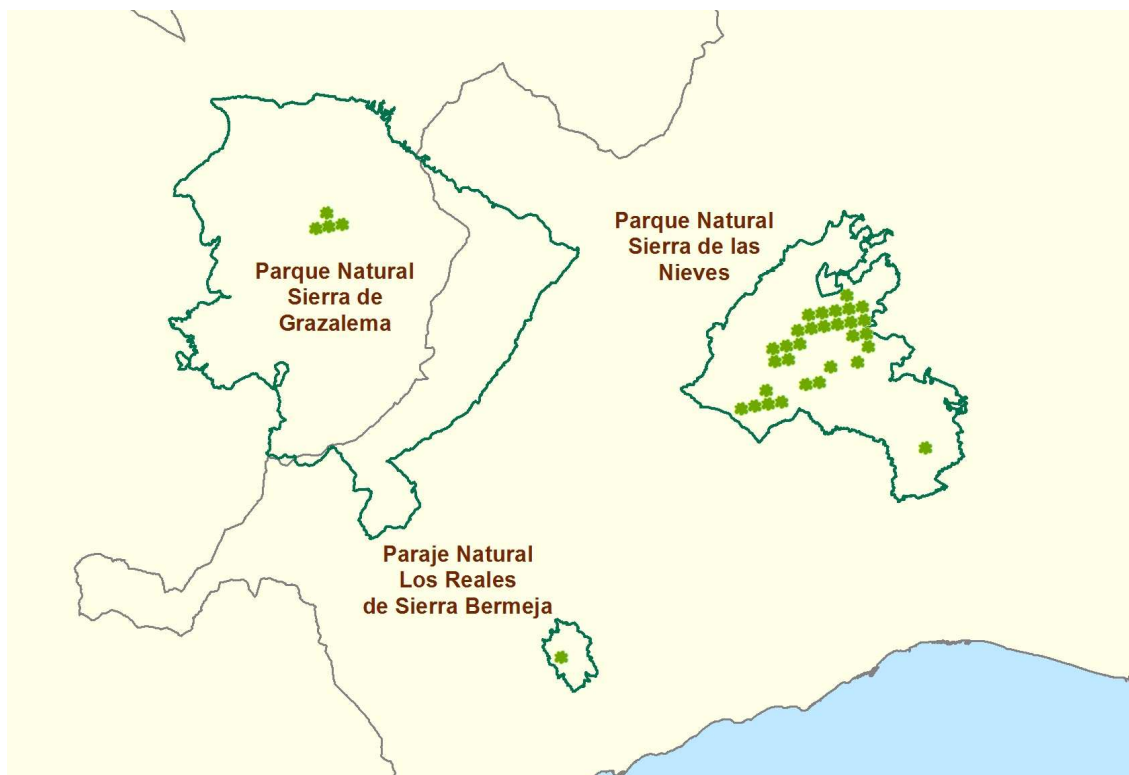 Parque Natural
Sierra de las
Nieves
Parque Natural
Sierra de
Grazalema
Paraje Natural
Los Reales
de Sierra Bermeja